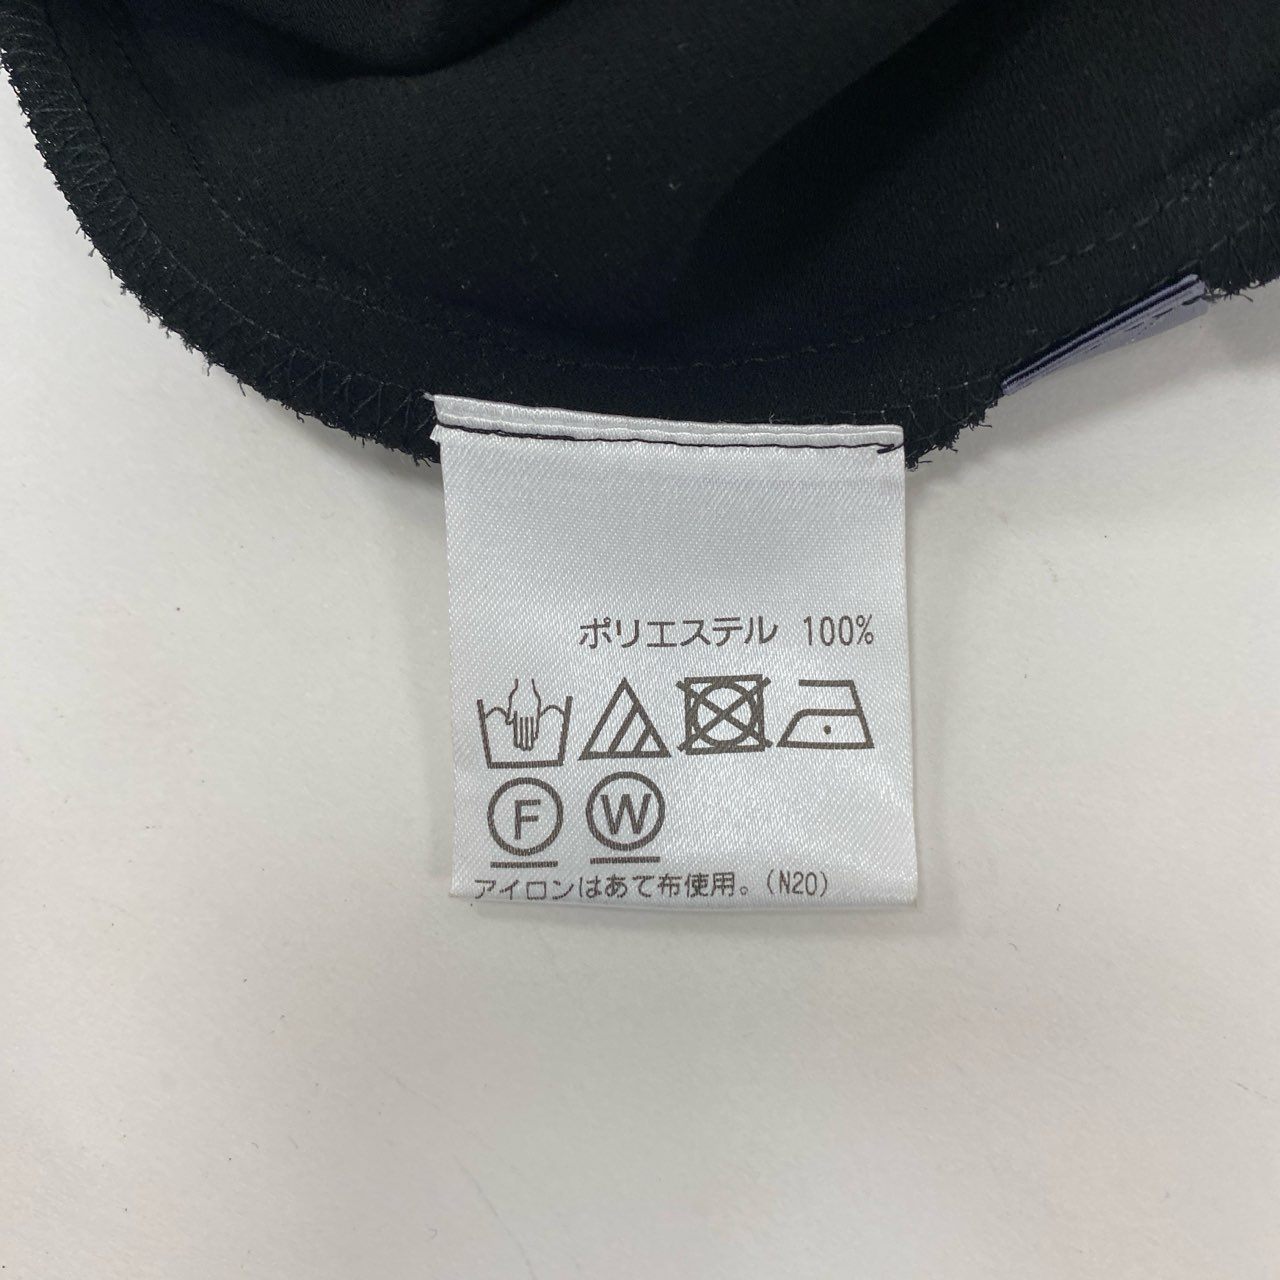 ポリエステル 100%
F W
アイロンはあて布使用。(N20)